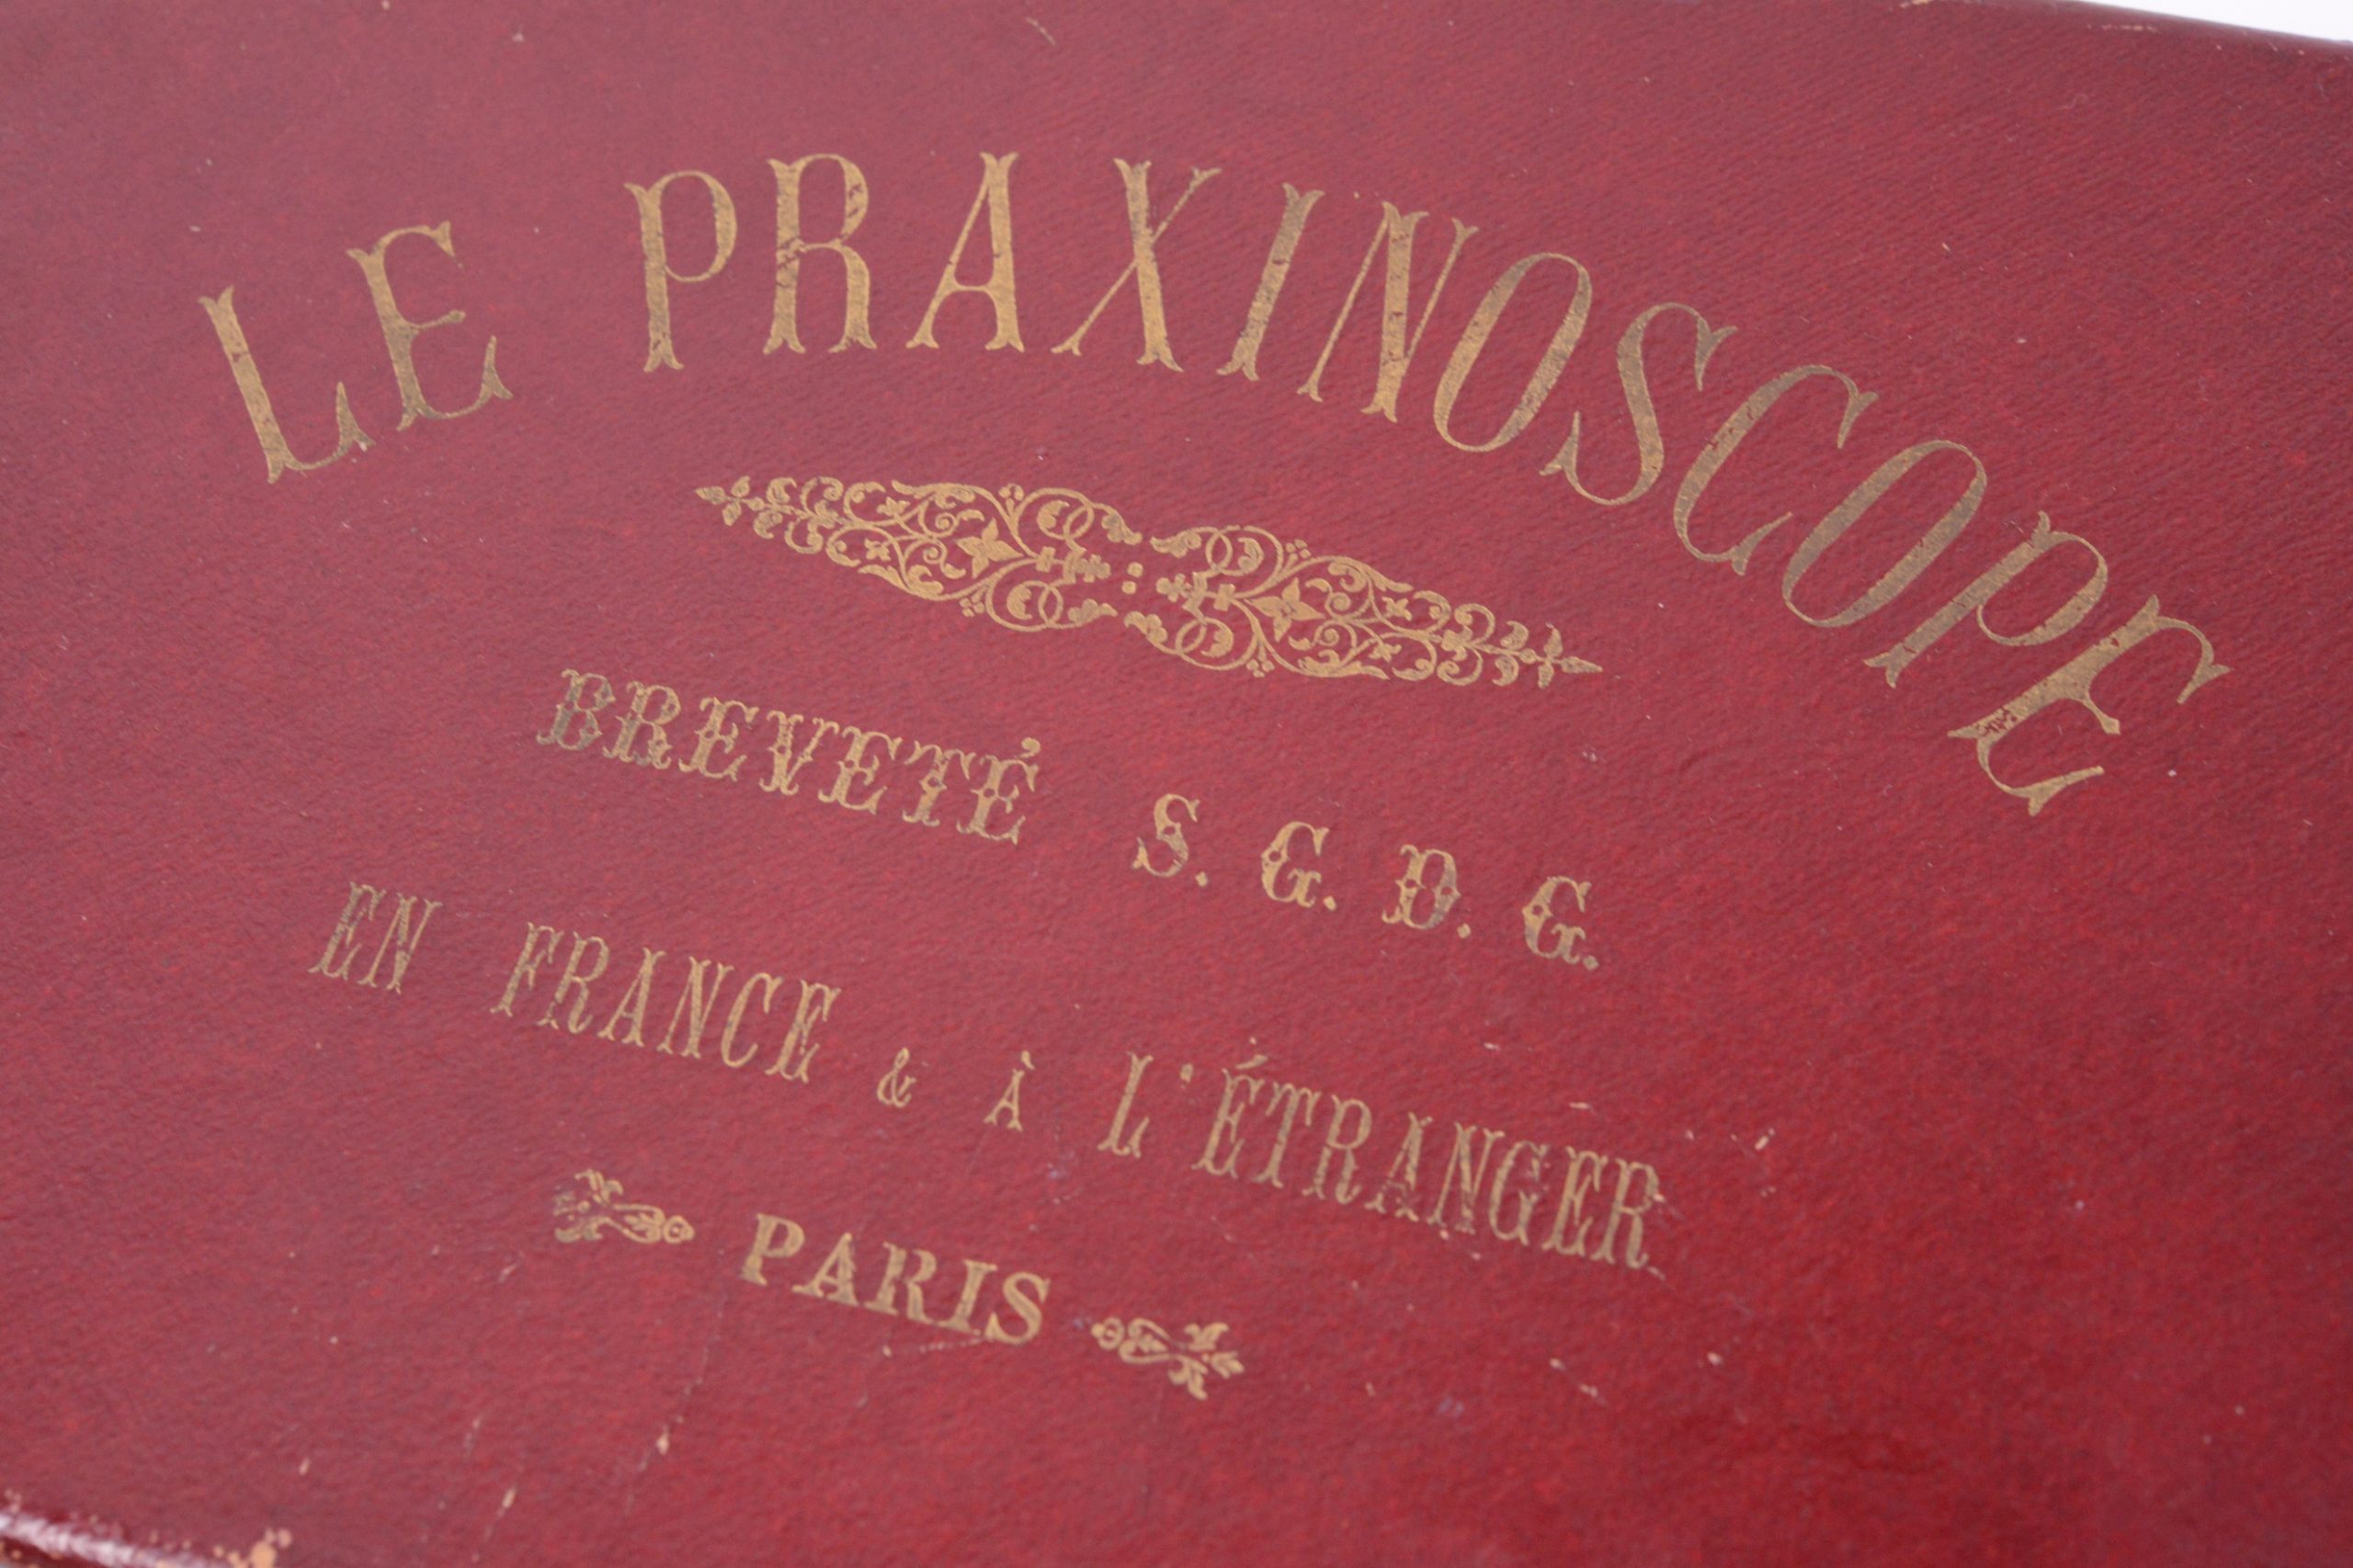 LE PRAXINOSCOPE
BREVETÉ S. G. D. G.
EN FRANCE & À L'ÉTRANGER
PARIS